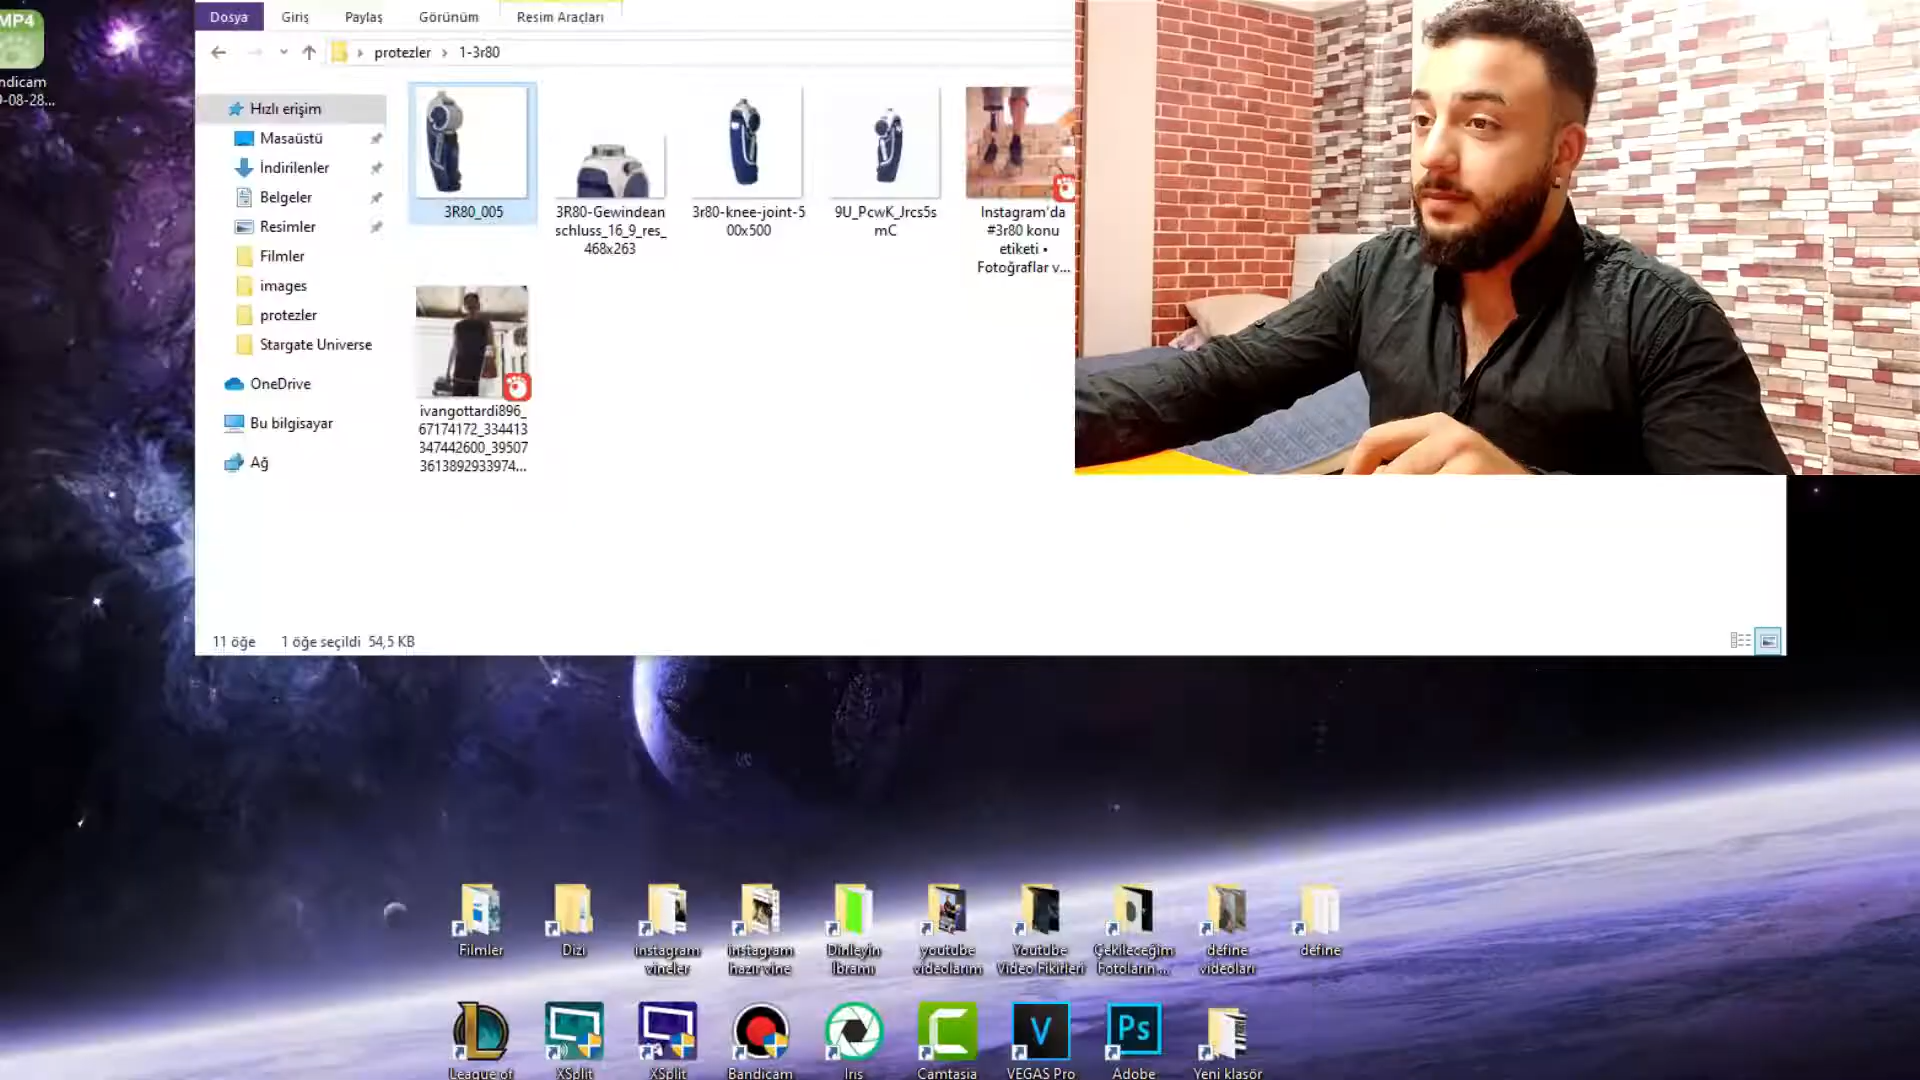 MP4
ndicam
9-08-28...
Dosya
Giriş
Paylaş
Görünüm
Resim Araçları
protezler
1-3r80
Hızlı erişim
Masaüstü
İndirilenler
Belgeler
Resimler
Filmler
images
protezler
Stargate Universe
OneDrive
Bu bilgisayar
Ağ
3R80_005
3R80-Gewindean
schluss_16_9_res_
468x263
3r80-knee-joint-5
00x500
9U_PcwK_Jrcs5s
mC
Instagram'da
#3r80 konu
etiketi •
Fotoğraflar v...
ivangottardi896_
67174172_334413
347442600_39507
3613892933974...
11 öğe
1 öğe seçildi 54,5 KB
Filmler
Dizi
instagram
vineler
instagram
hazır vine
Dinleyin
İbramı
youtube
videolarım
Youtube
Video Fikirleri
Çekileceğim
Fotoların ...
define
videoları
define
V
Ps
League of
XSplit
XSplit
Bandicam
Iris
Camtasia
VEGAS Pro
Adobe
Yeni klasör